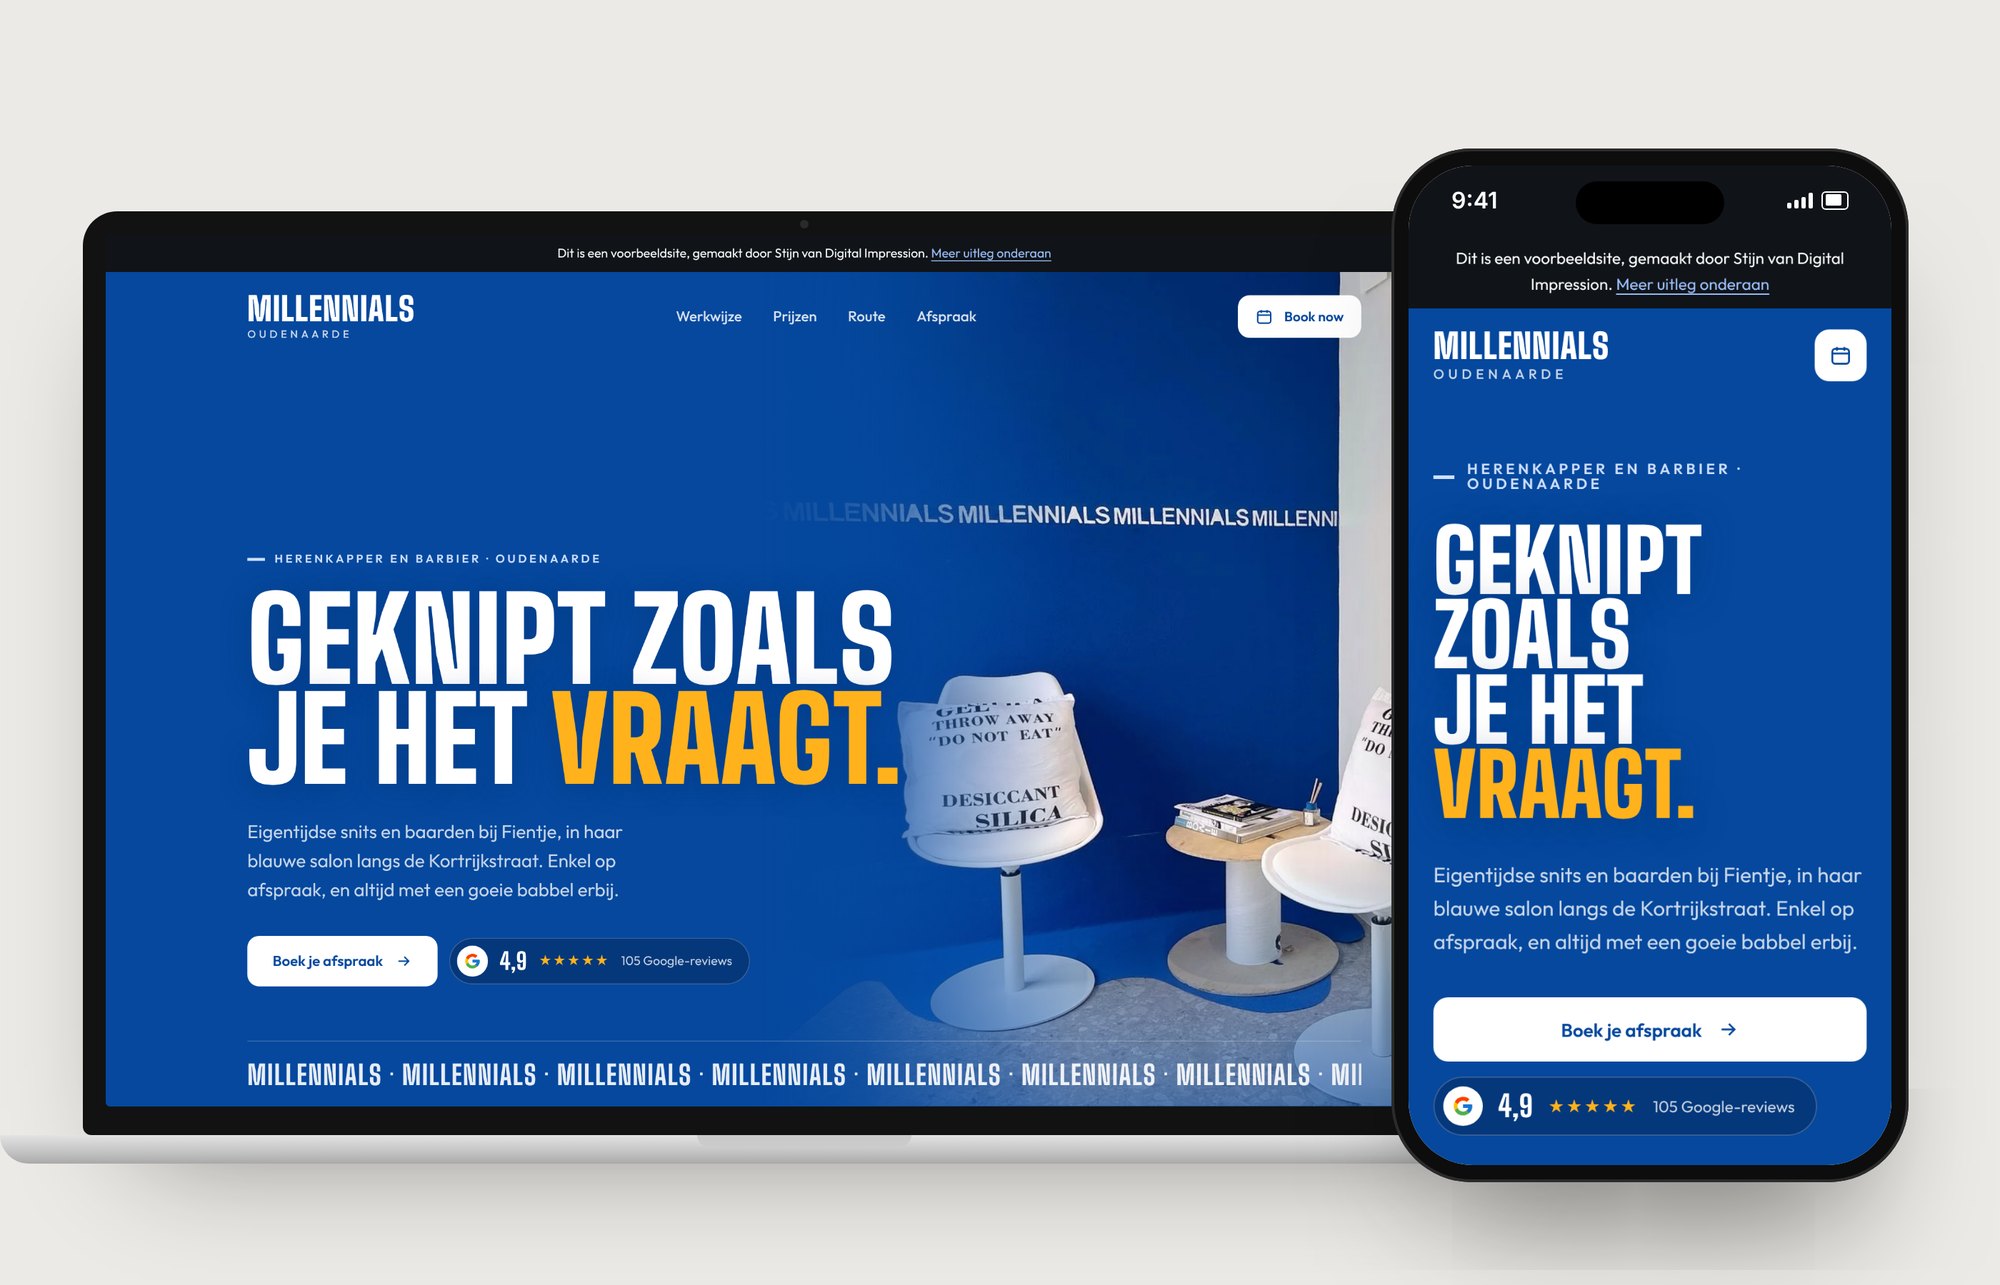 Dit is een voorbeeldsite, gemaakt door Stijn van Digital Impression. Meer uitleg onderaan
MILLENNIALS
OUDENAARDE
Werkwijze
Prijzen
Route
Afspraak
Book now
MILLENNIALS MILLENNIALS MILLENNIALS
HERENKAPPER EN BARBIER · OUDENAARDE
GEKNIPT ZOALS
JE HET VRAAGT.
THROW AWAY
"DO NOT EAT"
DESICCANT
SILICA
Eigentijdse snits en baarden bij Fientje, in haar
blauwe salon langs de Kortrijkstraat. Enkel op
afspraak, en altijd met een goeie babbel erbij.
Boek je afspraak →
4,9 ★★★★★ 105 Google-reviews
MILLENNIALS · MILLENNIALS · MILLENNIALS · MILLENNIALS · MILLENNIALS · MILLENNIALS · MILLENNIALS · MI
9:41
Dit is een voorbeeldsite, gemaakt door Stijn van Digital
Impression. Meer uitleg onderaan
MILLENNIALS
OUDENAARDE
HERENKAPPER EN BARBIER ·
OUDENAARDE
GEKNIPT
ZOALS
JE HET
VRAAGT.
Eigentijdse snits en baarden bij Fientje, in haar
blauwe salon langs de Kortrijkstraat. Enkel op
afspraak, en altijd met een goeie babbel erbij.
Boek je afspraak →
4,9 ★★★★★ 105 Google-reviews